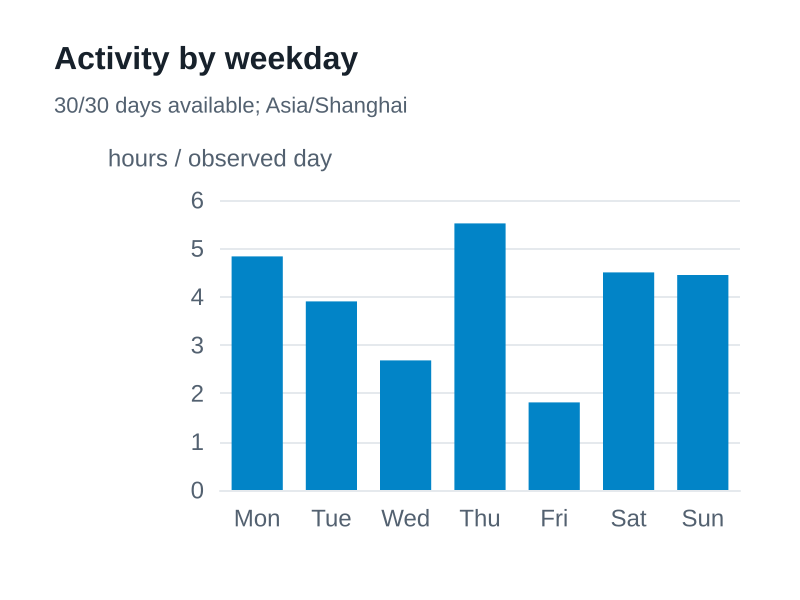 Activity by weekday
30/30 days available; Asia/Shanghai
hours / observed day
6
5
4
3
2
1
0
Mon Tue Wed Thu Fri Sat Sun